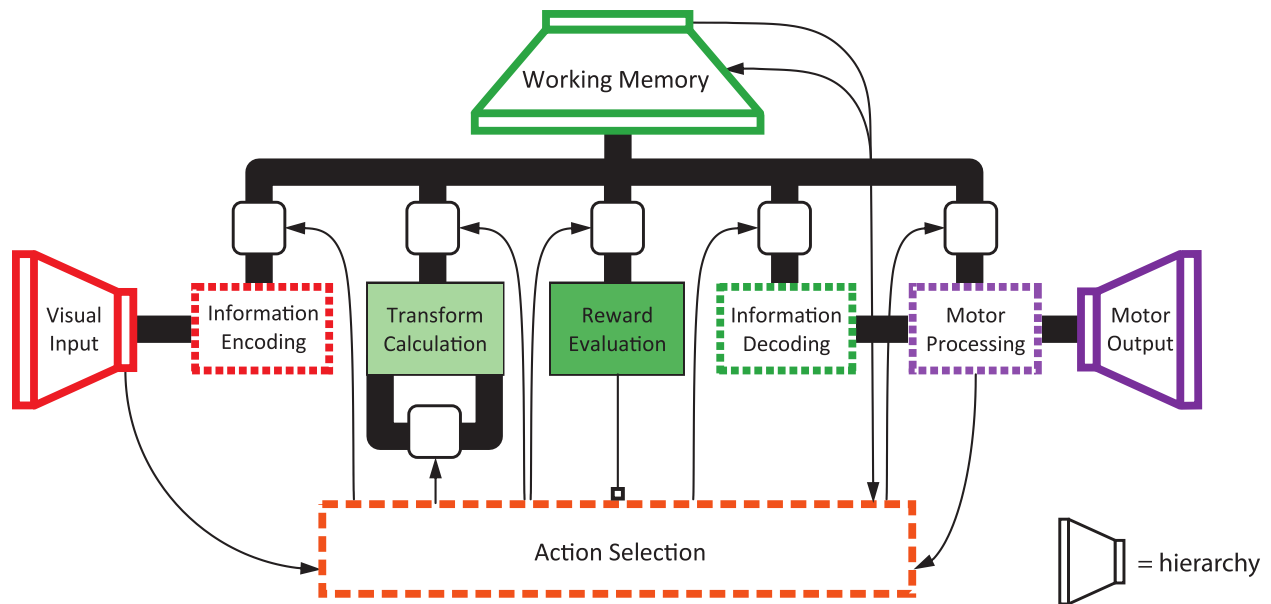 Working Memory
Visual
Input
Information
Encoding
Transform
Calculation
Reward
Evaluation
Information
Decoding
Motor
Processing
Motor
Output
Action Selection
= hierarchy